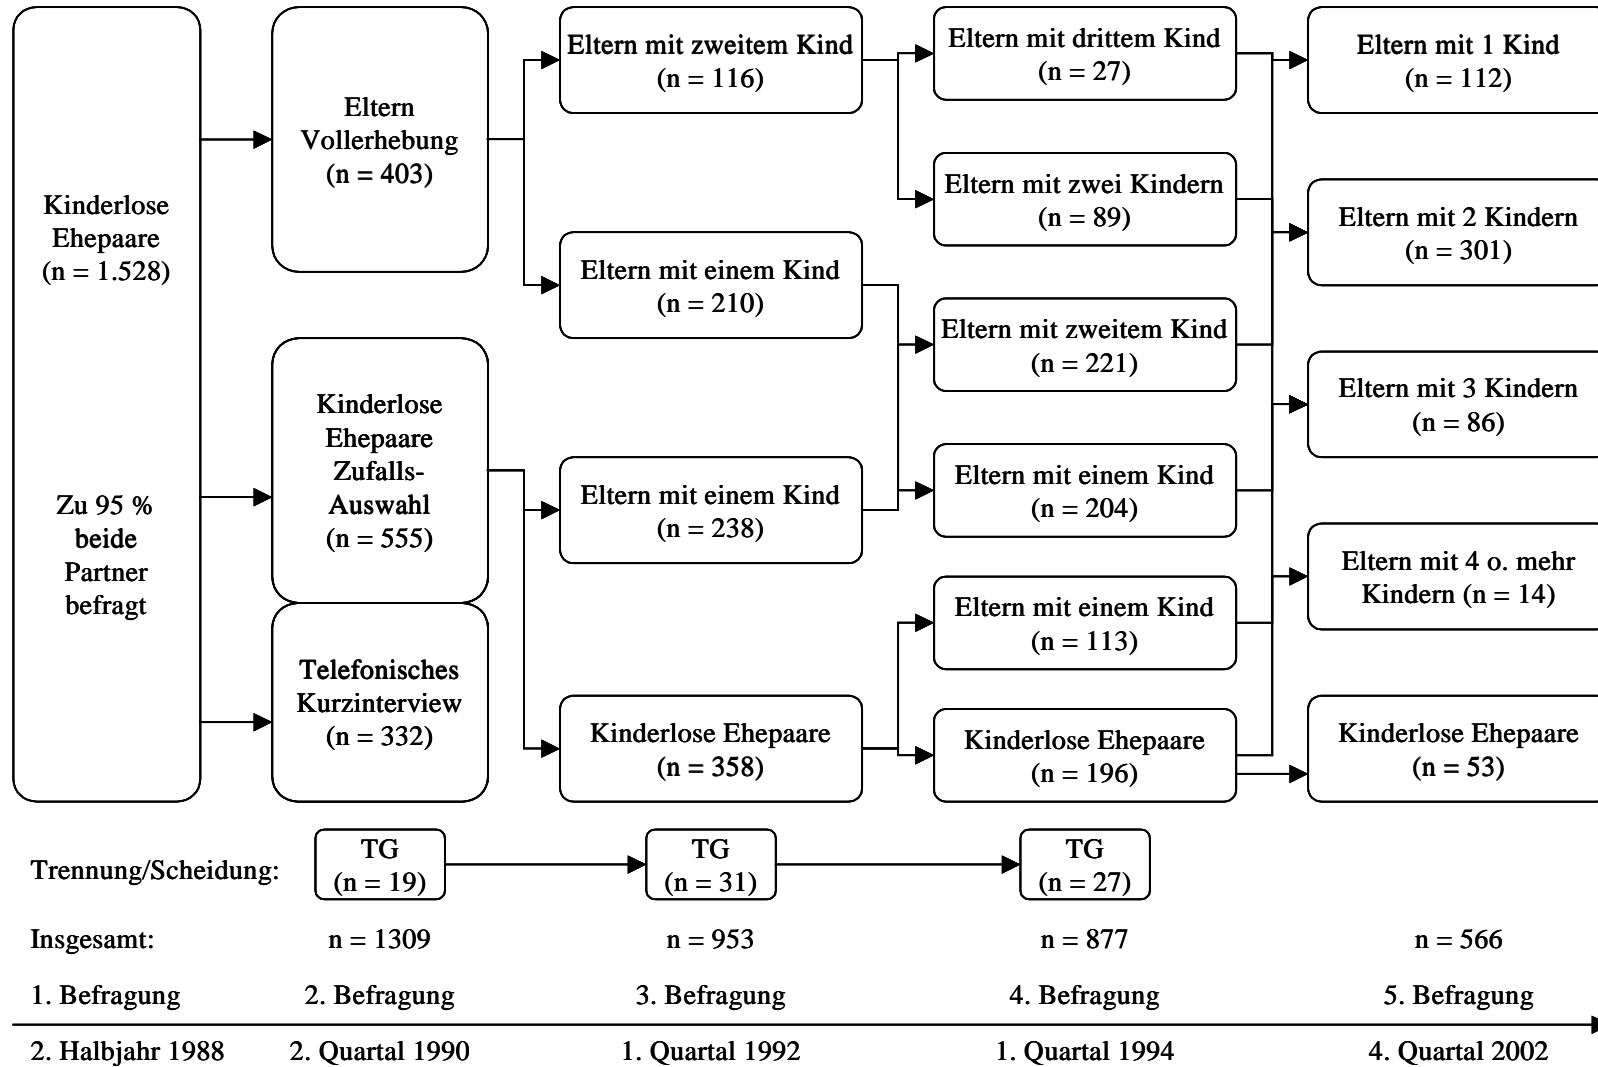 Kinderlose
Ehepaare
(n = 1.528)
Zu 95 %
beide
Partner
befragt
Eltern
Vollerhebung
(n = 403)
Kinderlose
Ehepaare
Zufalls-
Auswahl
(n = 555)
Telefonisches
Kurzinterview
(n = 332)
Eltern mit zweitem Kind
(n = 116)
Eltern mit einem Kind
(n = 210)
Eltern mit einem Kind
(n = 238)
Kinderlose Ehepaare
(n = 358)
Eltern mit drittem Kind
(n = 27)
Eltern mit zwei Kindern
(n = 89)
Eltern mit zweitem Kind
(n = 221)
Eltern mit einem Kind
(n = 204)
Eltern mit einem Kind
(n = 113)
Kinderlose Ehepaare
(n = 196)
Eltern mit 1 Kind
(n = 112)
Eltern mit 2 Kindern
(n = 301)
Eltern mit 3 Kindern
(n = 86)
Eltern mit 4 o. mehr
Kindern (n = 14)
Kinderlose Ehepaare
(n = 53)
Trennung/Scheidung:
TG
(n = 19)
TG
(n = 31)
TG
(n = 27)
Insgesamt: n = 1309 n = 953 n = 877 n = 566
1. Befragung 2. Befragung 3. Befragung 4. Befragung 5. Befragung
2. Halbjahr 1988 2. Quartal 1990 1. Quartal 1992 1. Quartal 1994 4. Quartal 2002